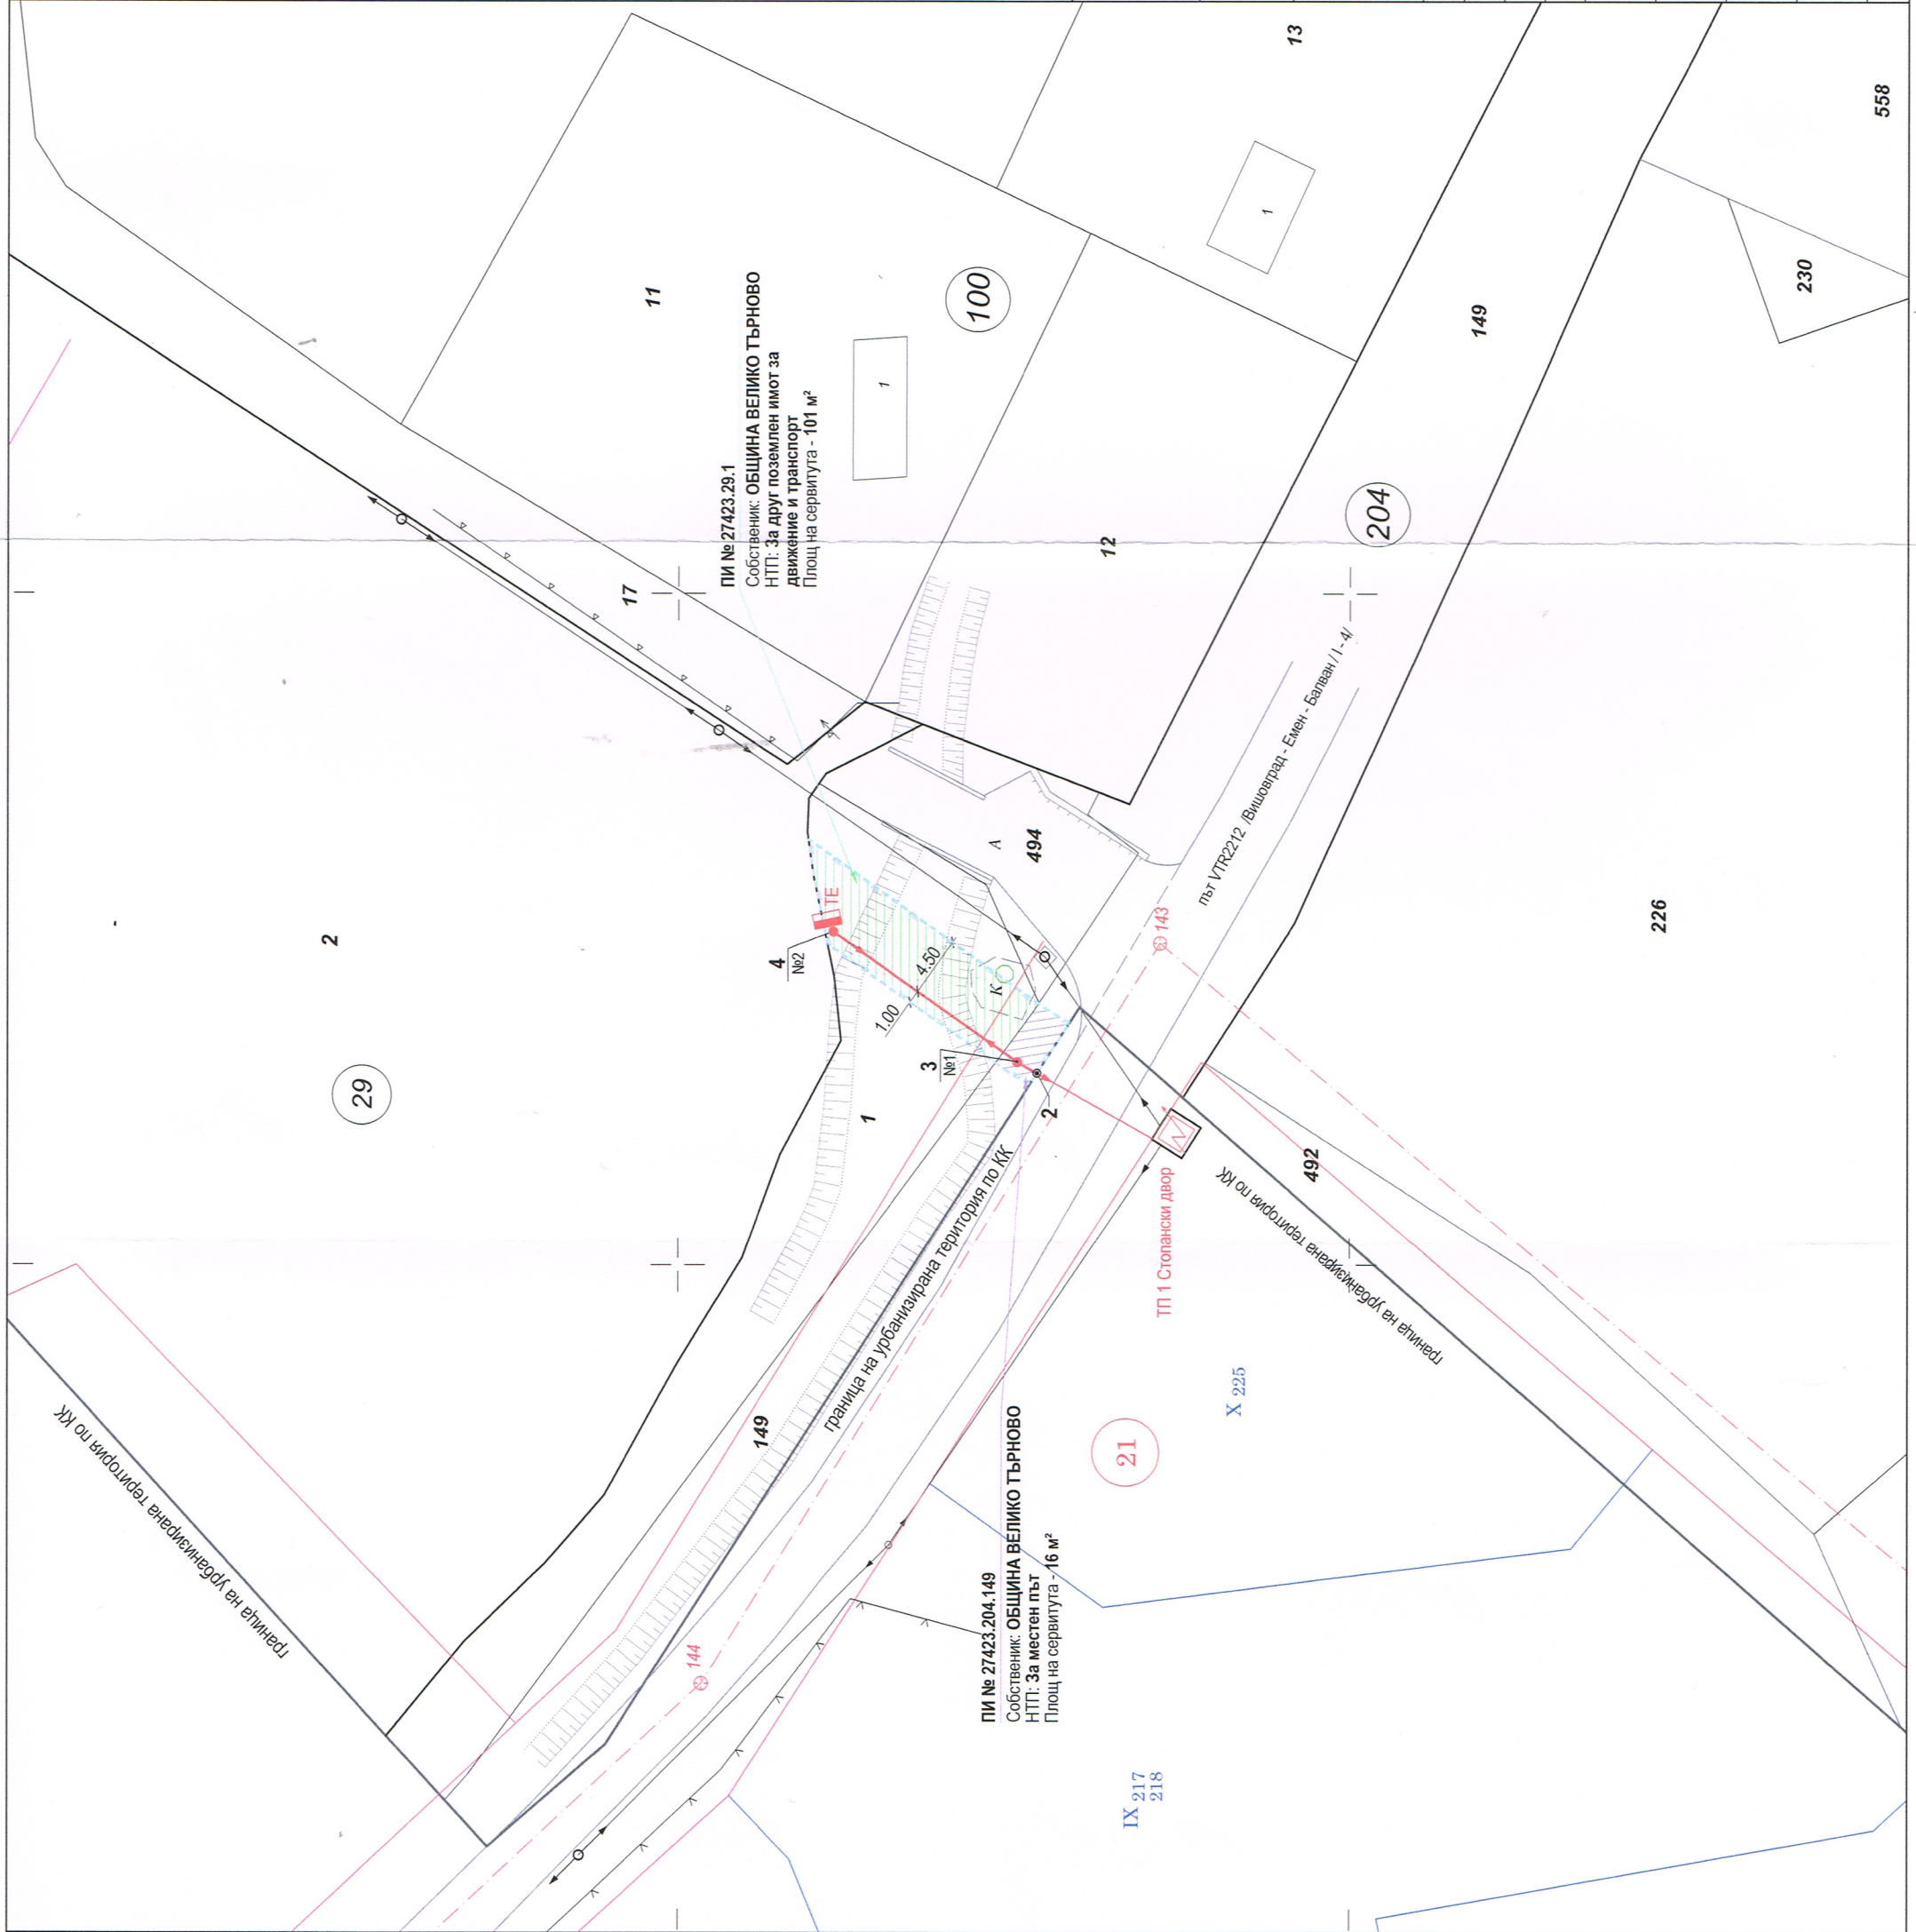 ПИ № 27423.29.1
Собственик: ОБЩИНА ВЕЛИКО ТЪРНОВО
НТП: За друг поземлен имот за
движение и транспорт
Площ на сервитута - 101 м²
ПИ № 27423.204.149
Собственик: ОБЩИНА ВЕЛИКО ТЪРНОВО
НТП: За местен път
Площ на сервитута - 16 м²
граница на урбанизирана територия по КК
граница на урбанизирана територия по КК
граница на урбанизирана територия по КК
път VTR2212 /Вишовград - Емен - Балван / I - 4/
ТП 1 Стопански двор
ТЕ
4
№2
3
№1
2
1.00
4.50
К
А
494
1
2
29
149
144
143
17
11
1
100
12
13
1
204
149
558
230
226
492
21
X 225
IX 217
218